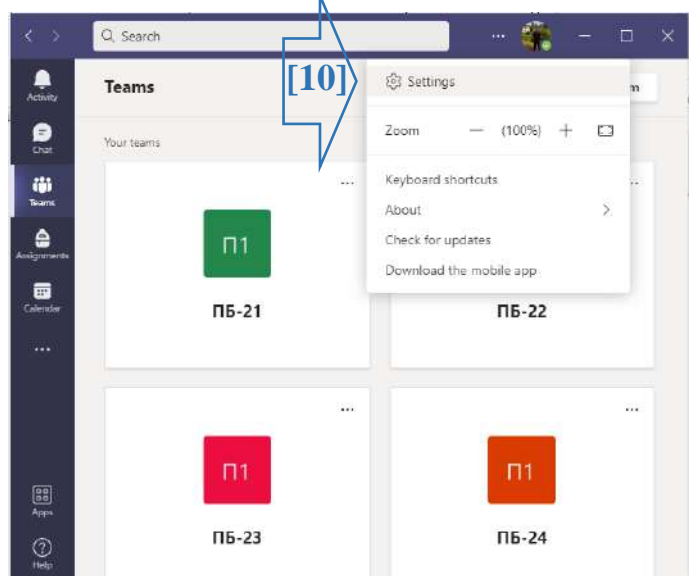 Search
...
Activity
Chat
Teams
Assignments
Calendar
...
Apps
Help
Teams
Your teams
[10]
Settings
Zoom — (100%) +
Keyboard shortcuts
About >
Check for updates
Download the mobile app
m
...
П1
ПБ-21
...
ПБ-22
...
П1
ПБ-23
...
П1
ПБ-24